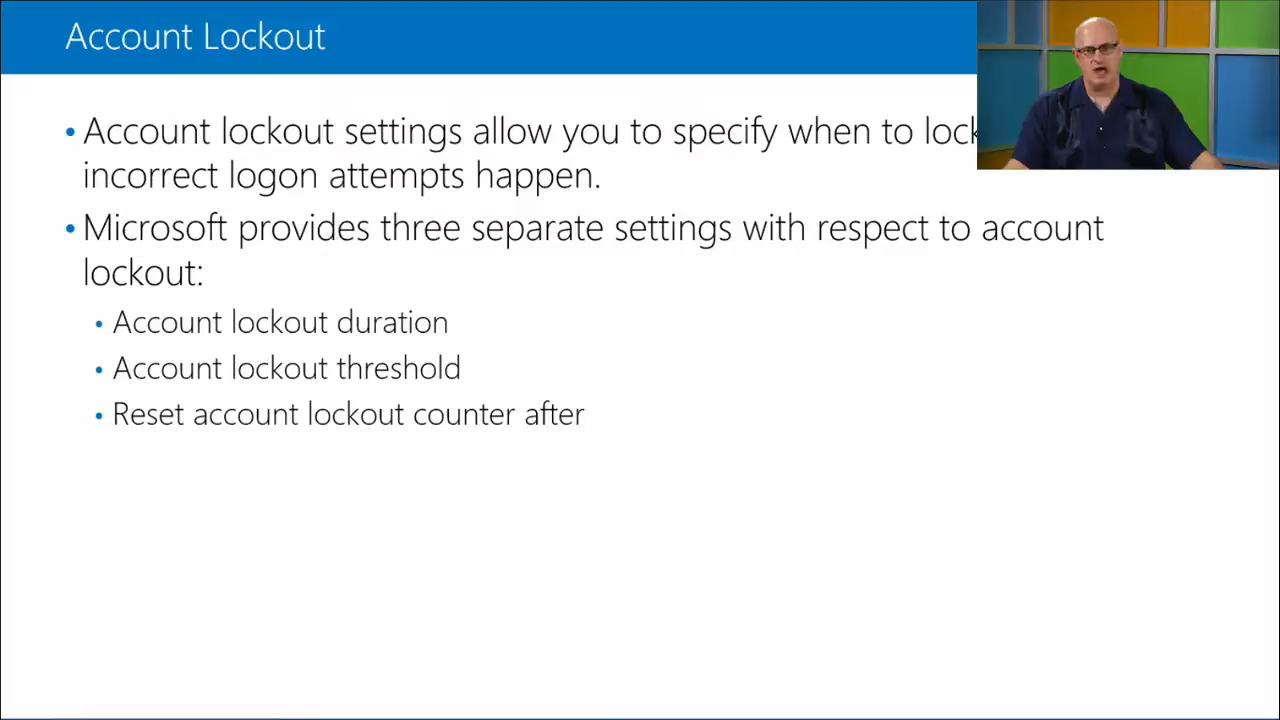 Account Lockout
• Account lockout settings allow you to specify when to
incorrect logon attempts happen.
• Microsoft provides three separate settings with respect to account
lockout:
• Account lockout duration
• Account lockout threshold
• Reset account lockout counter after